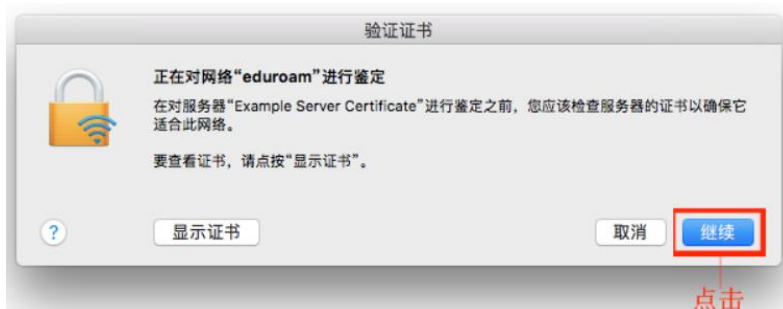 验证证书
正在对网络“eduroam”进行鉴定
在对服务器“Example Server Certificate”进行鉴定之前，您应该检查服务器的证书以确保它
适合此网络。
要查看证书，请点按“显示证书”。
?
显示证书
取消
继续
点击